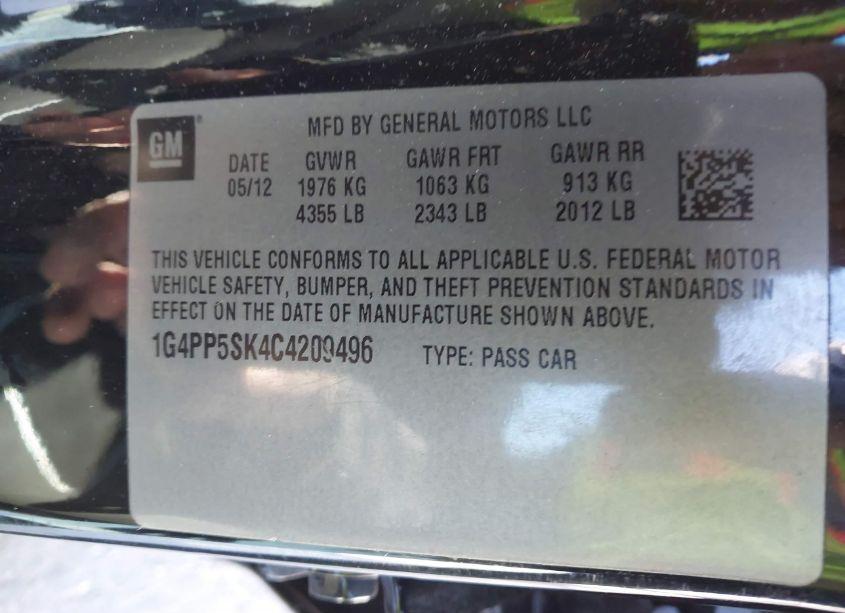 GM®
MFD BY GENERAL MOTORS LLC
DATE GVWR GAWR FRT GAWR RR
05/12 1976 KG 1063 KG 913 KG
4355 LB 2343 LB 2012 LB
THIS VEHICLE CONFORMS TO ALL APPLICABLE U.S. FEDERAL MOTOR
VEHICLE SAFETY, BUMPER, AND THEFT PREVENTION STANDARDS IN
EFFECT ON THE DATE OF MANUFACTURE SHOWN ABOVE.
1G4PP5SK4C4209496 TYPE: PASS CAR